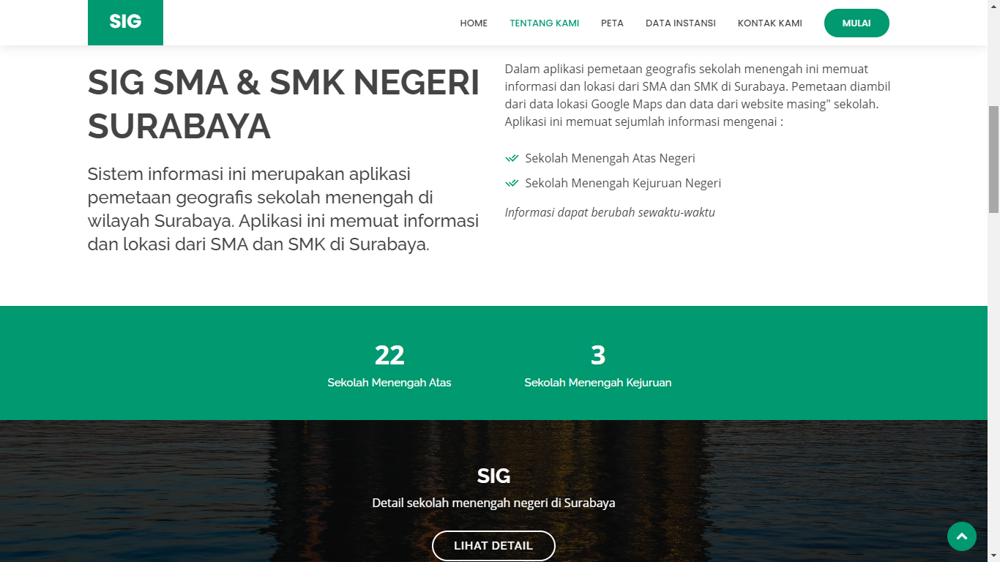 SIG
HOME TENTANG KAMI PETA DATA INSTANSI KONTAK KAMI MULAI
SIG SMA & SMK NEGERI
SURABAYA
Sistem informasi ini merupakan aplikasi
pemetaan geografis sekolah menengah di
wilayah Surabaya. Aplikasi ini memuat informasi
dan lokasi dari SMA dan SMK di Surabaya.
Dalam aplikasi pemetaan geografis sekolah menengah ini memuat
informasi dan lokasi dari SMA dan SMK di Surabaya. Pemetaan diambil
dari data lokasi Google Maps dan data dari website masing" sekolah.
Aplikasi ini memuat sejumlah informasi mengenai :
Sekolah Menengah Atas Negeri
Sekolah Menengah Kejuruan Negeri
Informasi dapat berubah sewaktu-waktu
22
Sekolah Menengah Atas
3
Sekolah Menengah Kejuruan
SIG
Detail sekolah menengah negeri di Surabaya
LIHAT DETAIL